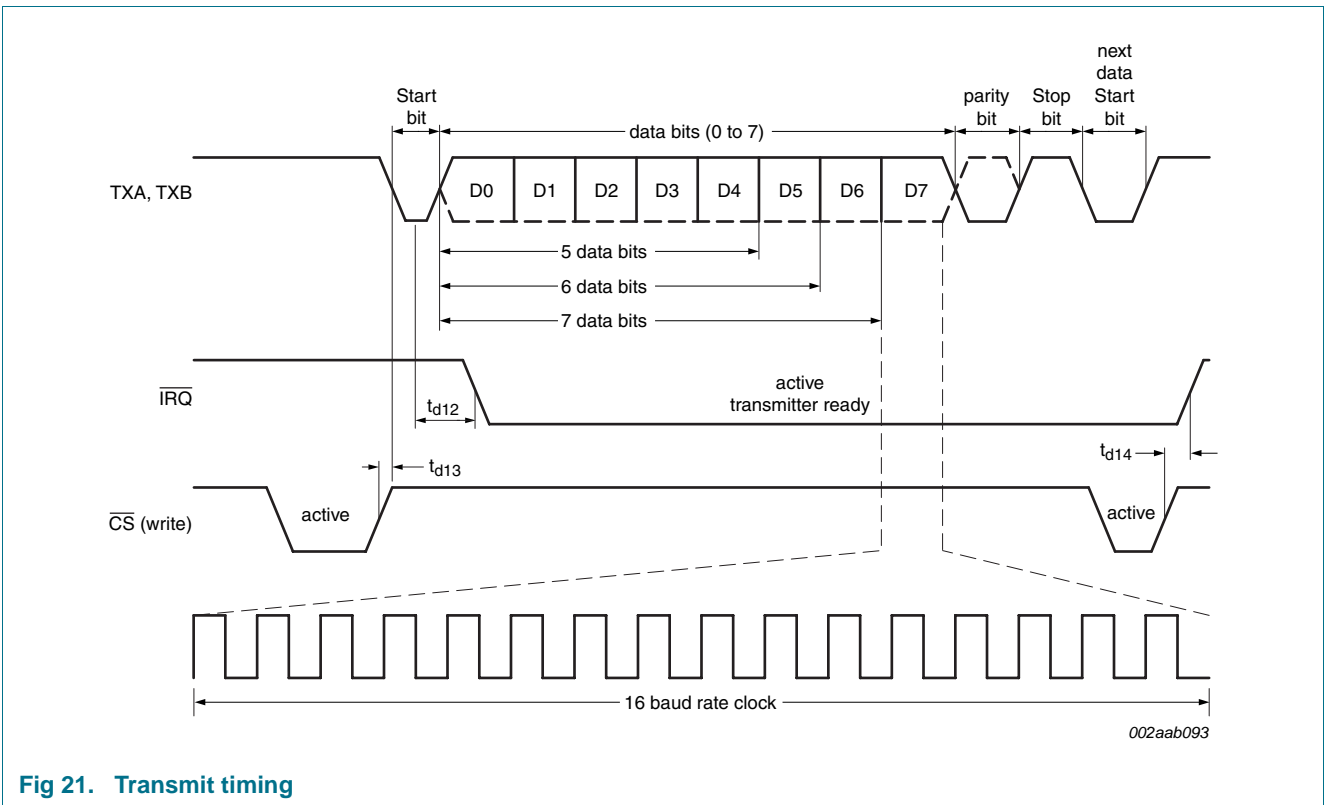 next
data
Start
bit
Start
bit
parity
bit
Stop
bit
data bits (0 to 7)
TXA, TXB
D0 D1 D2 D3 D4 D5 D6 D7
5 data bits
6 data bits
7 data bits
IRQ
active
transmitter ready
td12
td13
td14
CS (write)
active
active
16 baud rate clock
002aab093
Fig 21. Transmit timing